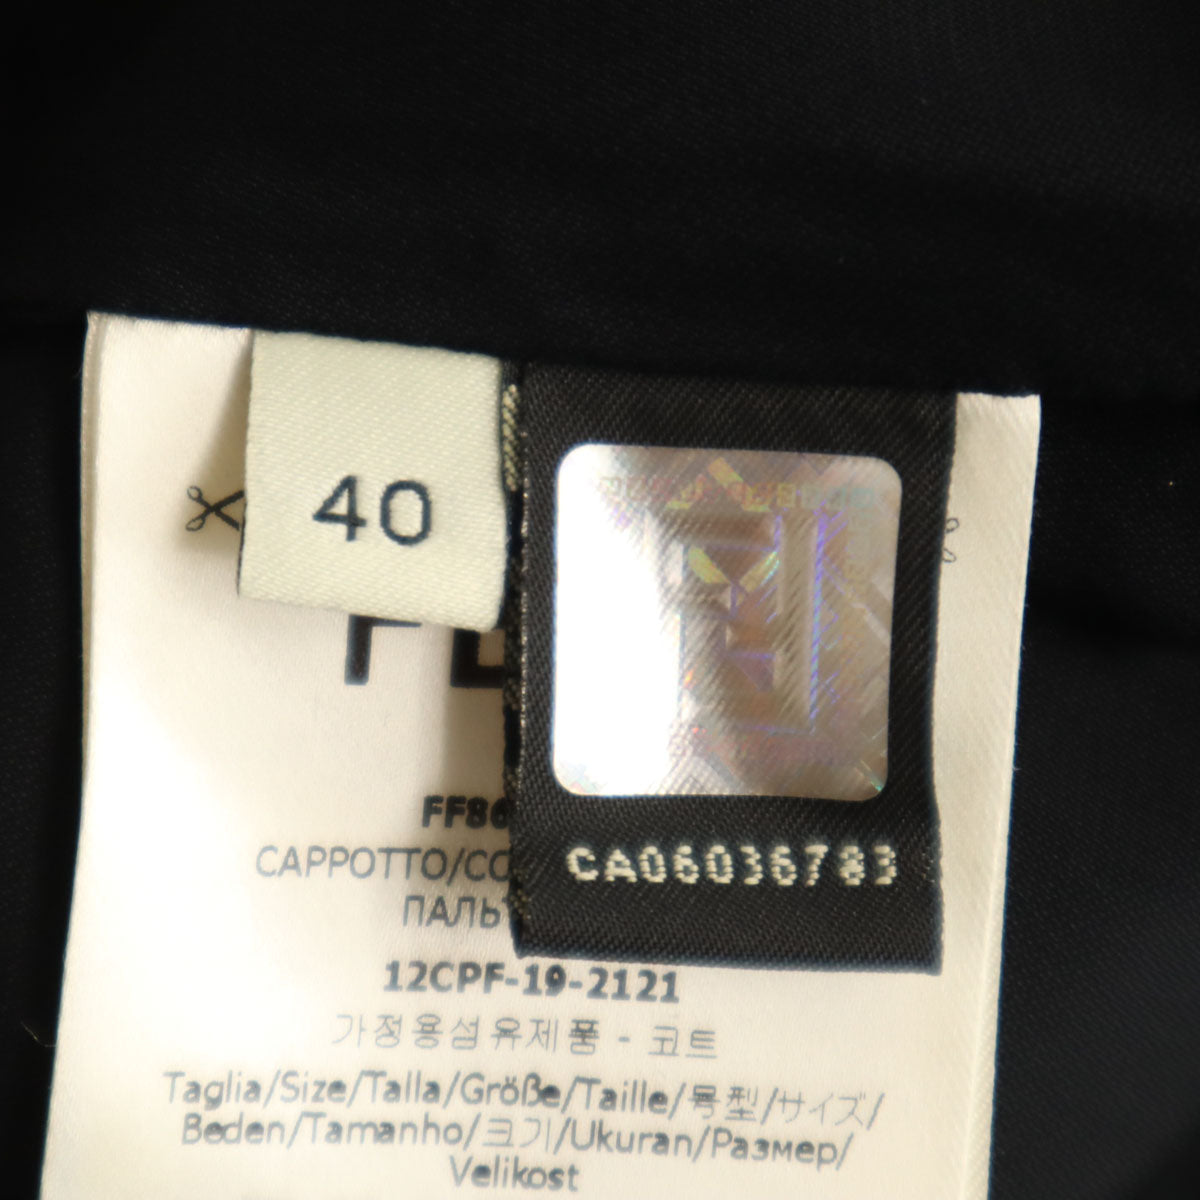 40
FF86
CAPPOTTO/CO
ПАЛЬ
CA06036783
12CPF-19-2121
가정용섬유제품 - 코트
Taglia/Size/Talla/Größe/Taille/号型/サイズ/
Beden/Tamanho/크기/Ukuran/Размер/
Velikost